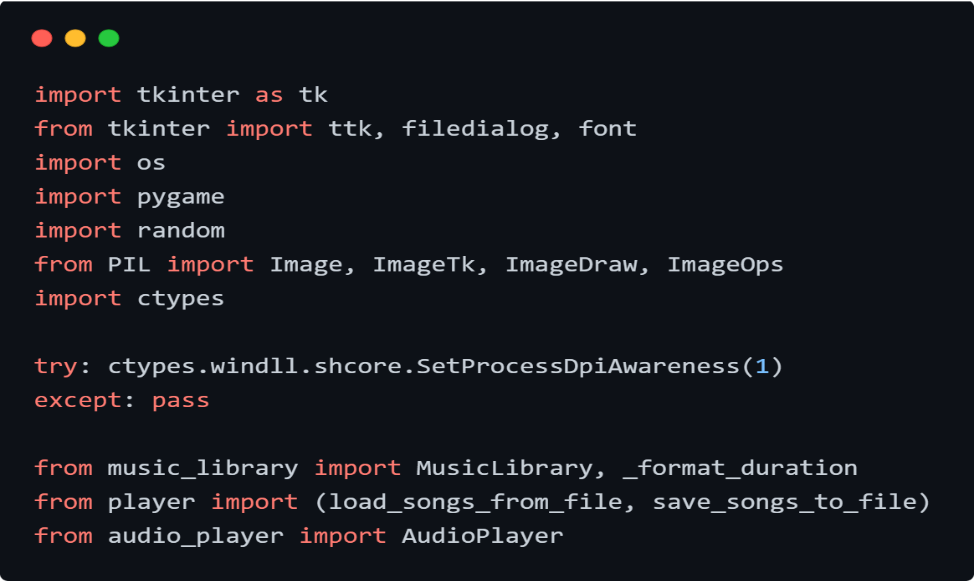 import tkinter as tk
from tkinter import ttk, filedialog, font
import os
import pygame
import random
from PIL import Image, ImageTk, ImageDraw, ImageOps
import ctypes
try: ctypes.windll.shcore.SetProcessDpiAwareness(1)
except: pass
from music_library import MusicLibrary, _format_duration
from player import (load_songs_from_file, save_songs_to_file)
from audio_player import AudioPlayer